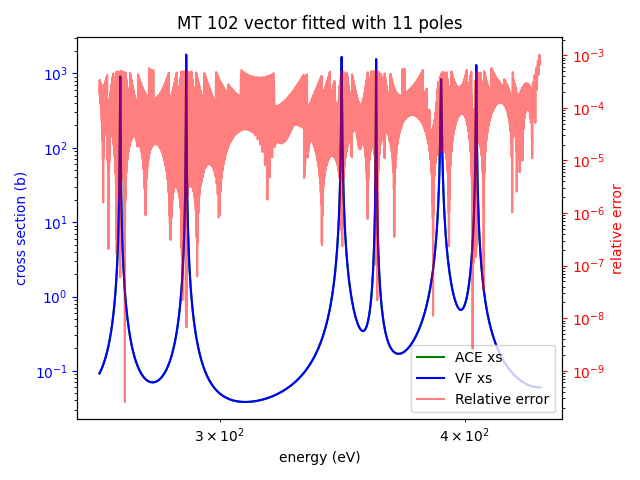 MT 102 vector fitted with 11 poles
cross section (b)
10³
10²
10¹
10⁰
10⁻¹
10⁻³
10⁻⁴
10⁻⁵
10⁻⁶
10⁻⁷
10⁻⁸
10⁻⁹
relative error
ACE xs
VF xs
Relative error
3 × 10²
4 × 10²
energy (eV)